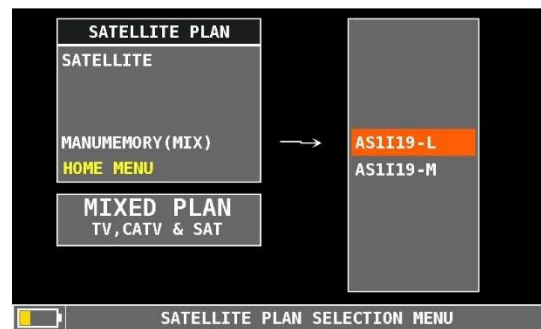 SATELLITE PLAN
SATELLITE
MANUMEMORY(MIX)
HOME MENU
MIXED PLAN
TV,CATV & SAT
AS1I19-L
AS1I19-M
SATELLITE PLAN SELECTION MENU